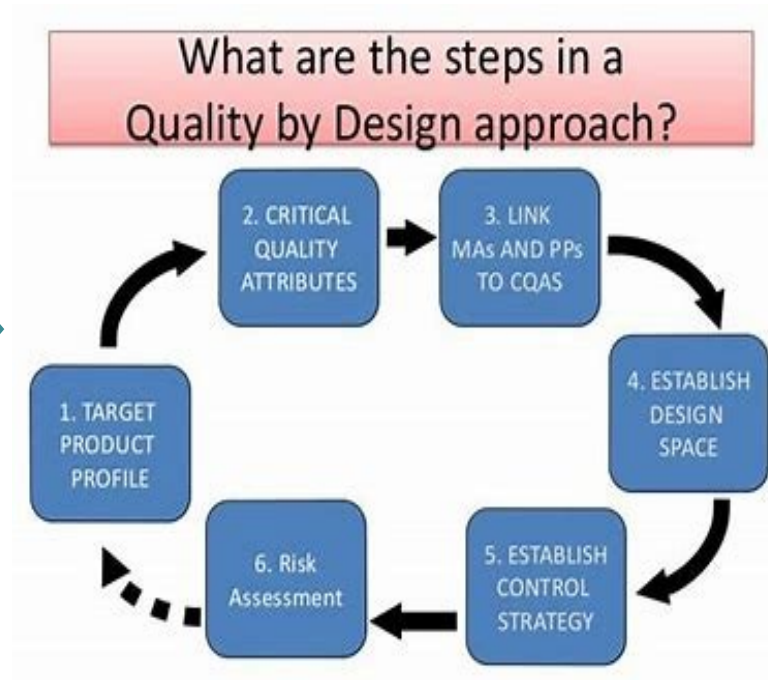 What are the steps in a
Quality by Design approach?
2. CRITICAL
QUALITY
ATTRIBUTES
3. LINK
MAs AND PPs
TO CQAS
4. ESTABLISH
DESIGN
SPACE
1. TARGET
PRODUCT
PROFILE
5. ESTABLISH
CONTROL
STRATEGY
6. Risk
Assessment